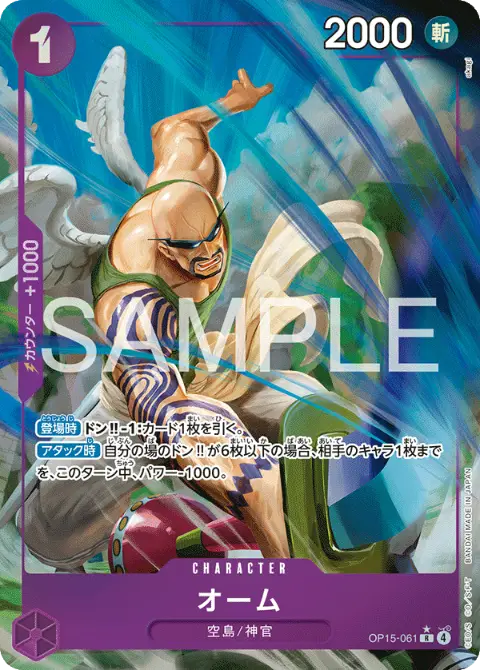 1
2000 斬
カウンター +1000
SAMPLE
登場時 ドン!!-1:カード1枚を引く。
アタック時 自分の場のドン!!が6枚以下の場合、相手のキャラ1枚まで
を、このターン中、パワー-1000。
BANDAI MADE IN JAPAN
CHARACTER
オーム
空島/神官
OP15-061 R 4